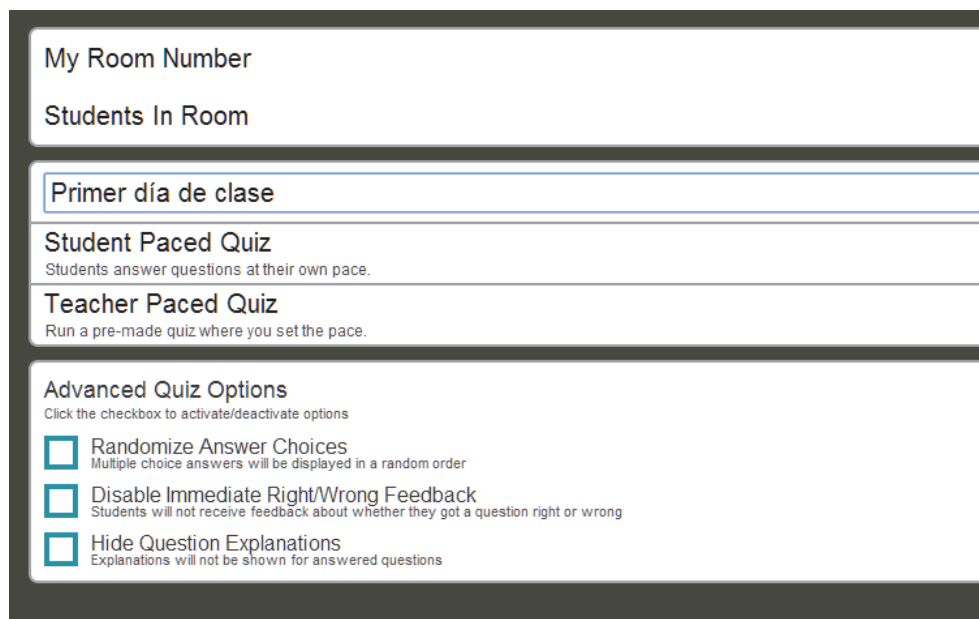 My Room Number
Students In Room
Primer día de clase
Student Paced Quiz
Students answer questions at their own pace.
Teacher Paced Quiz
Run a pre-made quiz where you set the pace.
Advanced Quiz Options
Click the checkbox to activate/deactivate options
Randomize Answer Choices
Multiple choice answers will be displayed in a random order
Disable Immediate Right/Wrong Feedback
Students will not receive feedback about whether they got a question right or wrong
Hide Question Explanations
Explanations will not be shown for answered questions